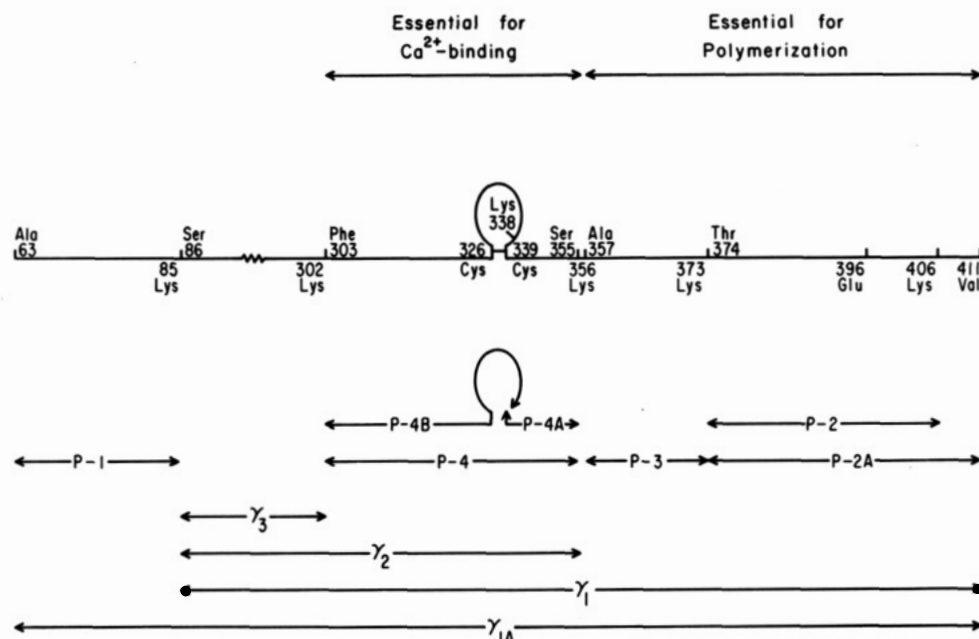 Essential for Essential for
Ca²⁺-binding Polymerization
Lys
338
Ala Ser Phe Ser Ala Thr
63 86 303 326 339 355 357 374
Cys Cys
85 302 356 373 396 406 411
Lys Lys Lys Lys Glu Lys Val
P-4B P-4A P-2
P-1 P-4 P-3 P-2A
γ₃
γ₂
γ₁
γ₁A